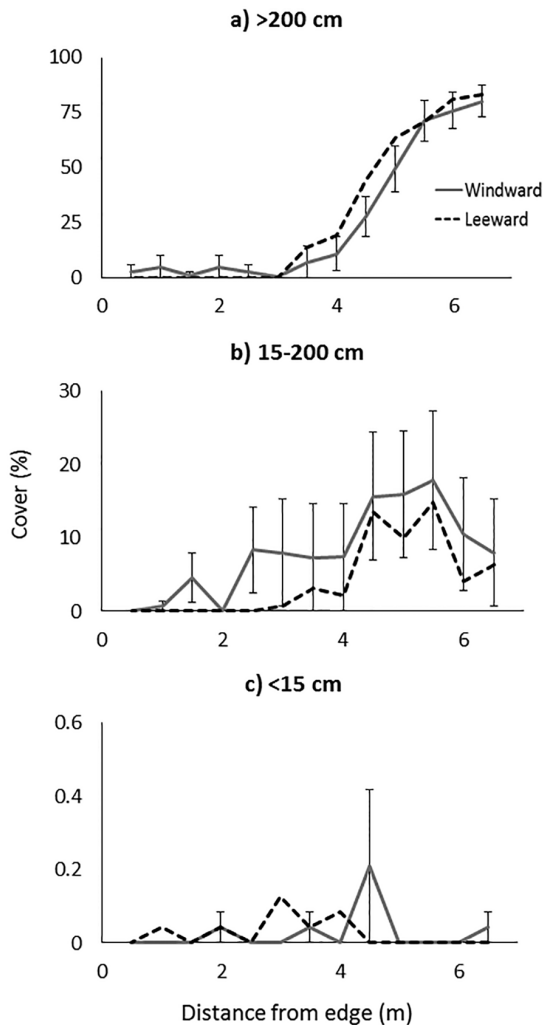 a) >200 cm
100
75
50
25
0
0 2 4 6
Windward
Leeward
b) 15-200 cm
30
20
10
0
0 2 4 6
Cover (%)
c) <15 cm
0.6
0.4
0.2
0
0 2 4 6
Distance from edge (m)